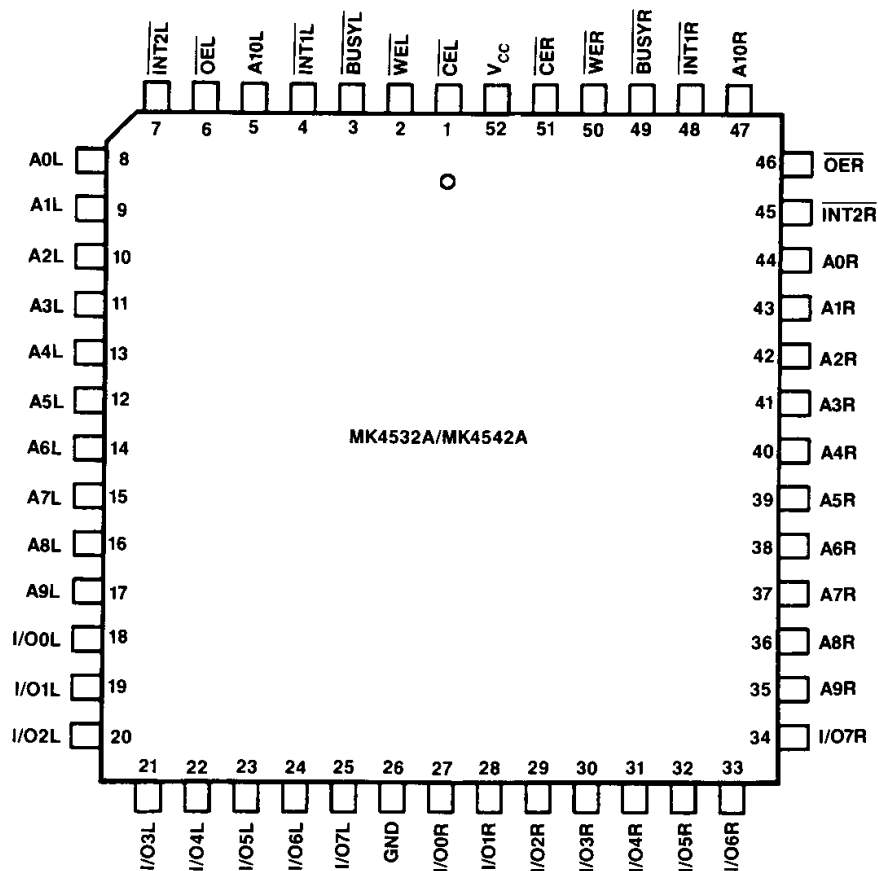 INT2L OEL A10L INT1L BUSYL WEL CEL VCC CER WER BUSYR INT1R A10R
7 6 5 4 3 2 1 52 51 50 49 48 47
A0L 8 46 OER
A1L 9 45 INT2R
A2L 10 44 A0R
A3L 11 43 A1R
A4L 13 42 A2R
A5L 12 41 A3R
MK4532A/MK4542A
A6L 14 40 A4R
A7L 15 39 A5R
A8L 16 38 A6R
A9L 17 37 A7R
I/O0L 18 36 A8R
I/O1L 19 35 A9R
I/O2L 20 34 I/O7R
21 22 23 24 25 26 27 28 29 30 31 32 33
I/O3L I/O4L I/O5L I/O6L I/O7L GND I/O0R I/O1R I/O2R I/O3R I/O4R I/O5R I/O6R